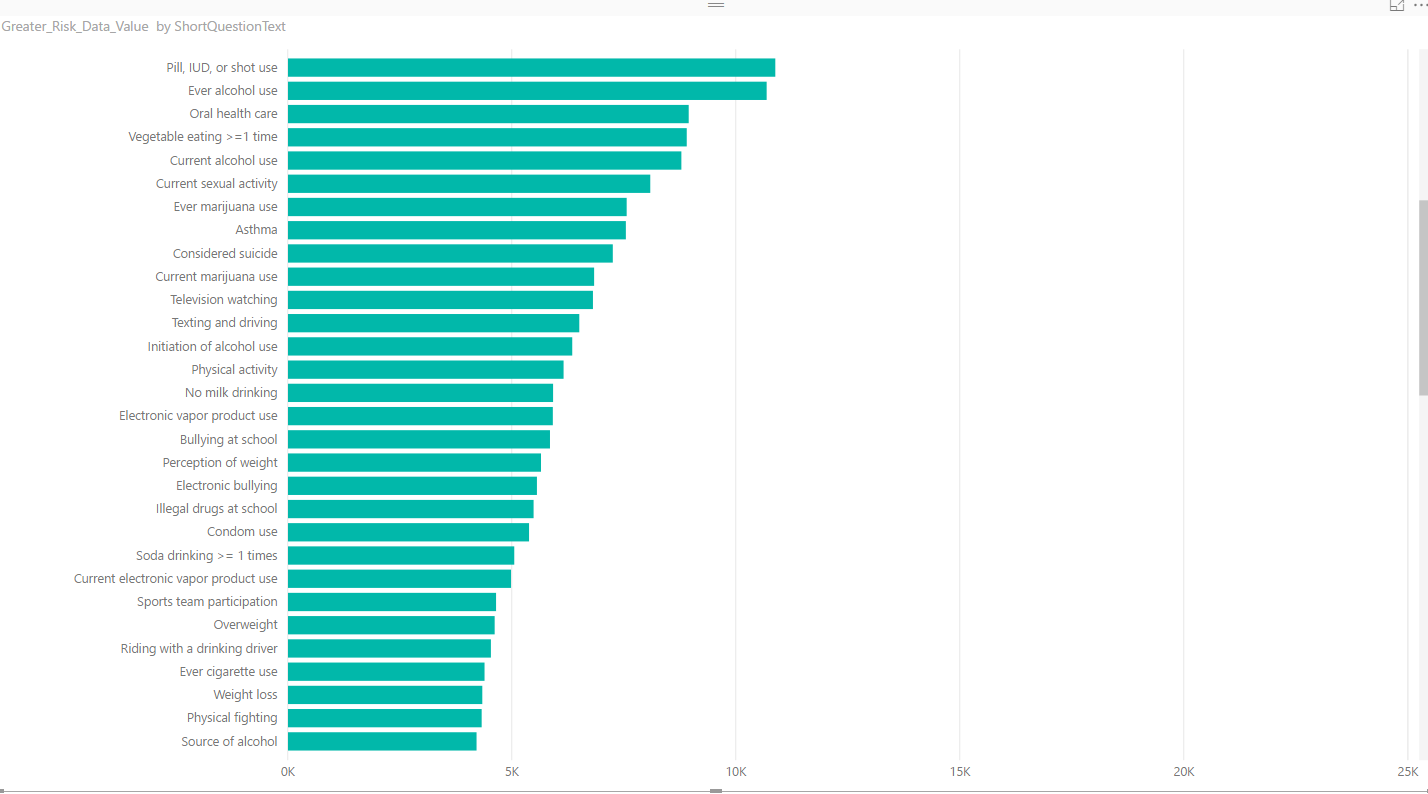 Greater_Risk_Data_Value by ShortQuestionText
Pill, IUD, or shot use
Ever alcohol use
Oral health care
Vegetable eating >=1 time
Current alcohol use
Current sexual activity
Ever marijuana use
Asthma
Considered suicide
Current marijuana use
Television watching
Texting and driving
Initiation of alcohol use
Physical activity
No milk drinking
Electronic vapor product use
Bullying at school
Perception of weight
Electronic bullying
Illegal drugs at school
Condom use
Soda drinking >= 1 times
Current electronic vapor product use
Sports team participation
Overweight
Riding with a drinking driver
Ever cigarette use
Weight loss
Physical fighting
Source of alcohol
0K 5K 10K 15K 20K 25K